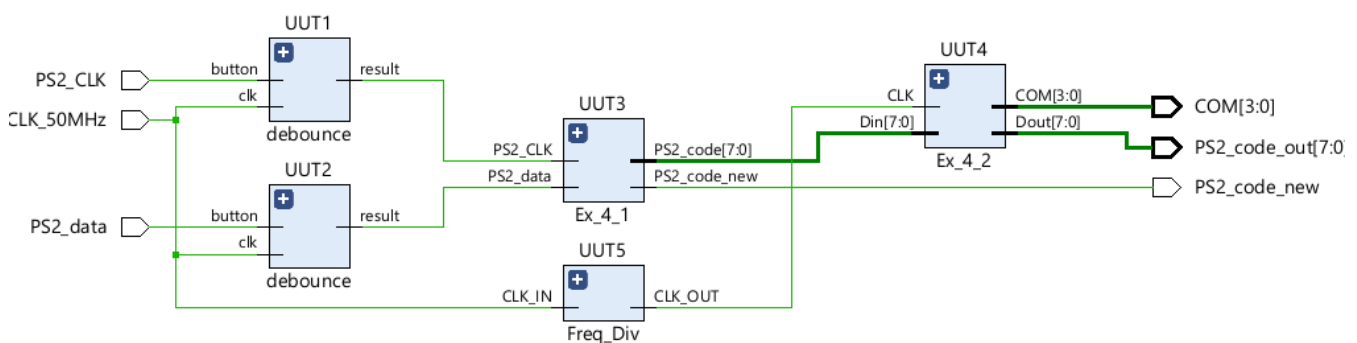 UUT1
PS2_CLK
button
result
clk
CLK_50MHz
debounce
UUT2
PS2_data
button
result
clk
debounce
UUT3
PS2_CLK
PS2_code[7:0]
PS2_data
PS2_code_new
Ex_4_1
UUT5
CLK_IN
CLK_OUT
Freq_Div
UUT4
CLK
COM[3:0]
Din[7:0]
Dout[7:0]
Ex_4_2
COM[3:0]
PS2_code_out[7:0]
PS2_code_new